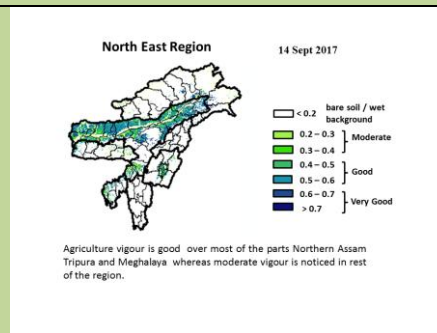 North East Region
14 Sept 2017
< 0.2 bare soil / wet background
0.2 – 0.3
0.3 – 0.4
Moderate
0.4 – 0.5
0.5 – 0.6
Good
0.6 – 0.7
> 0.7
Very Good
Agriculture vigour is good over most of the parts Northern Assam
Tripura and Meghalaya whereas moderate vigour is noticed in rest
of the region.